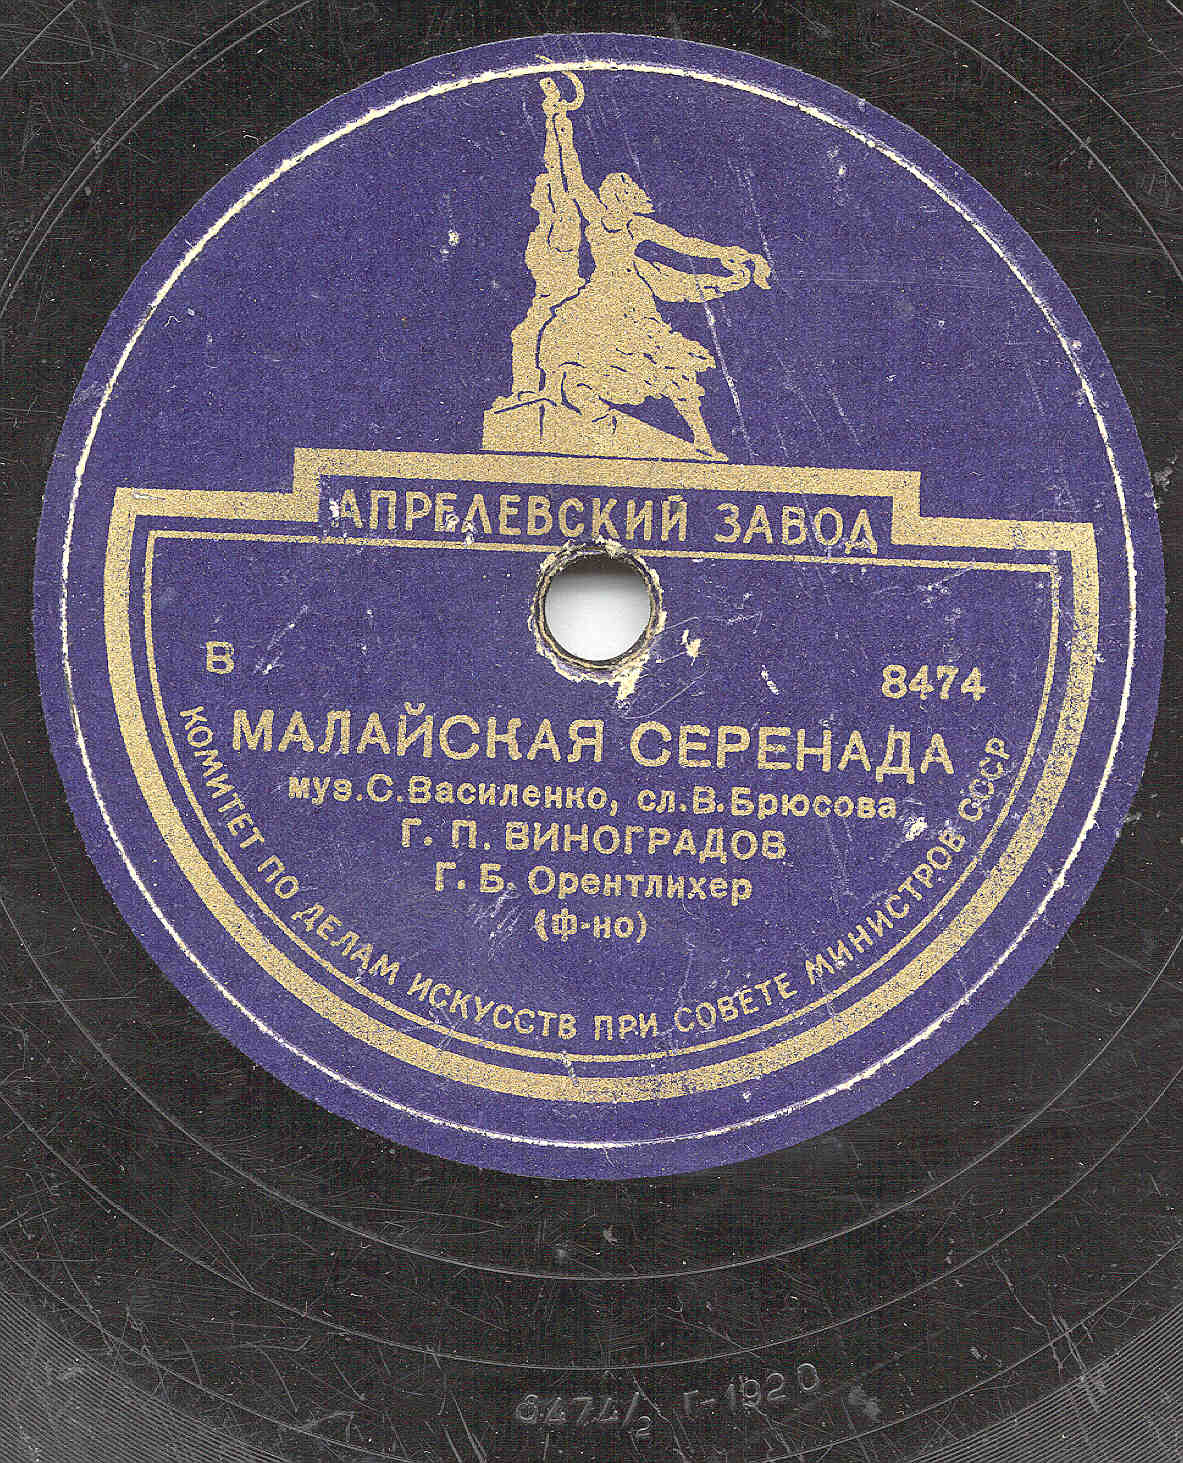 АПРЕЛЕВСКИЙ ЗАВОД
В
8474
МАЛАЙСКАЯ СЕРЕНАДА
муз.С.Василенко, сл.В.Брюсова
Г. П. ВИНОГРАДОВ
Г. Б. Орентлихер
(ф-но)
КОМИТЕТ ПО ДЕЛАМ ИСКУССТВ ПРИ СОВЕТЕ МИНИСТРОВ СССР
8474/2 Г-1920